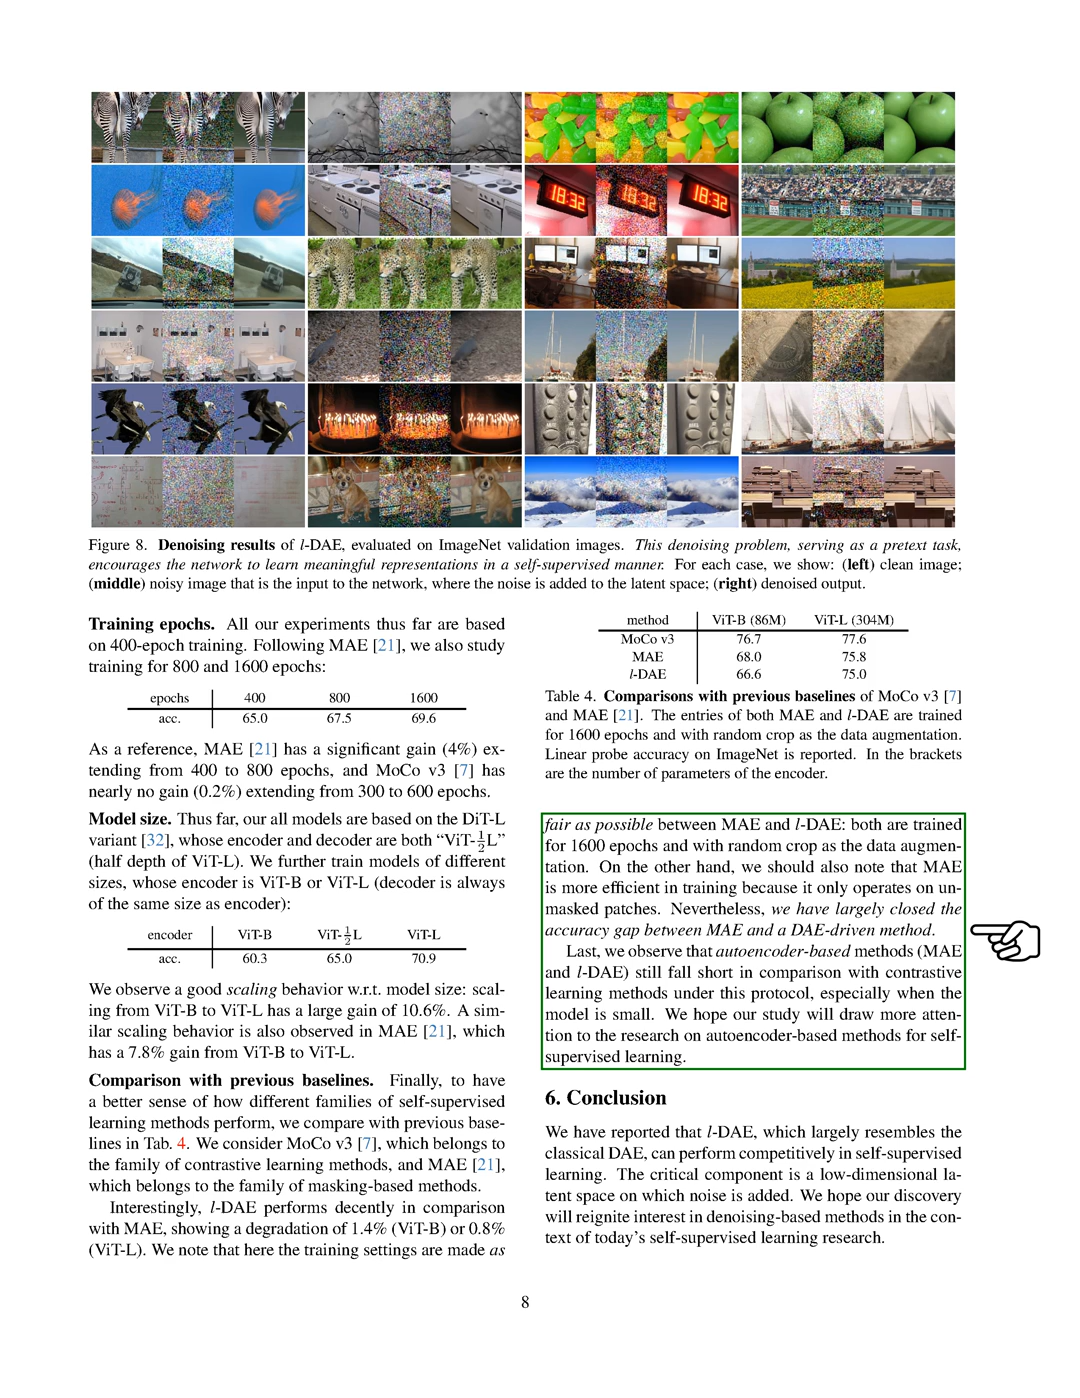 18:32 18:32 18:32
Figure 8. Denoising results of l-DAE, evaluated on ImageNet validation images. This denoising problem, serving as a pretext task,
encourages the network to learn meaningful representations in a self-supervised manner. For each case, we show: (left) clean image;
(middle) noisy image that is the input to the network, where the noise is added to the latent space; (right) denoised output.
Training epochs. All our experiments thus far are based
on 400-epoch training. Following MAE [21], we also study
training for 800 and 1600 epochs:
epochs 400 800 1600
acc. 65.0 67.5 69.6
As a reference, MAE [21] has a significant gain (4%) ex-
tending from 400 to 800 epochs, and MoCo v3 [7] has
nearly no gain (0.2%) extending from 300 to 600 epochs.
Model size. Thus far, our all models are based on the DiT-L
variant [32], whose encoder and decoder are both “ViT-½L”
(half depth of ViT-L). We further train models of different
sizes, whose encoder is ViT-B or ViT-L (decoder is always
of the same size as encoder):
encoder ViT-B ViT-½L ViT-L
acc. 60.3 65.0 70.9
We observe a good scaling behavior w.r.t. model size: scal-
ing from ViT-B to ViT-L has a large gain of 10.6%. A sim-
ilar scaling behavior is also observed in MAE [21], which
has a 7.8% gain from ViT-B to ViT-L.
Comparison with previous baselines. Finally, to have
a better sense of how different families of self-supervised
learning methods perform, we compare with previous base-
lines in Tab. 4. We consider MoCo v3 [7], which belongs to
the family of contrastive learning methods, and MAE [21],
which belongs to the family of masking-based methods.
Interestingly, l-DAE performs decently in comparison
with MAE, showing a degradation of 1.4% (ViT-B) or 0.8%
(ViT-L). We note that here the training settings are made as
method ViT-B (86M) ViT-L (304M)
MoCo v3 76.7 77.6
MAE 68.0 75.8
l-DAE 66.6 75.0
Table 4. Comparisons with previous baselines of MoCo v3 [7]
and MAE [21]. The entries of both MAE and l-DAE are trained
for 1600 epochs and with random crop as the data augmentation.
Linear probe accuracy on ImageNet is reported. In the brackets
are the number of parameters of the encoder.
fair as possible between MAE and l-DAE: both are trained
for 1600 epochs and with random crop as the data augmen-
tation. On the other hand, we should also note that MAE
is more efficient in training because it only operates on un-
masked patches. Nevertheless, we have largely closed the
accuracy gap between MAE and a DAE-driven method.
Last, we observe that autoencoder-based methods (MAE
and l-DAE) still fall short in comparison with contrastive
learning methods under this protocol, especially when the
model is small. We hope our study will draw more atten-
tion to the research on autoencoder-based methods for self-
supervised learning.
6. Conclusion
We have reported that l-DAE, which largely resembles the
classical DAE, can perform competitively in self-supervised
learning. The critical component is a low-dimensional la-
tent space on which noise is added. We hope our discovery
will reignite interest in denoising-based methods in the con-
text of today’s self-supervised learning research.
8